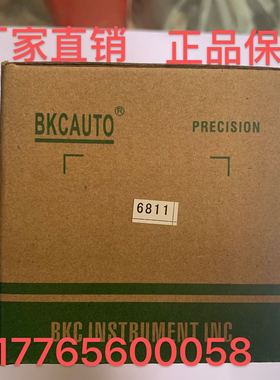 厂家直销 正品保
BKCAUTO®
PRECISION
6811
BKC INSTRUMENT INC
17765600058